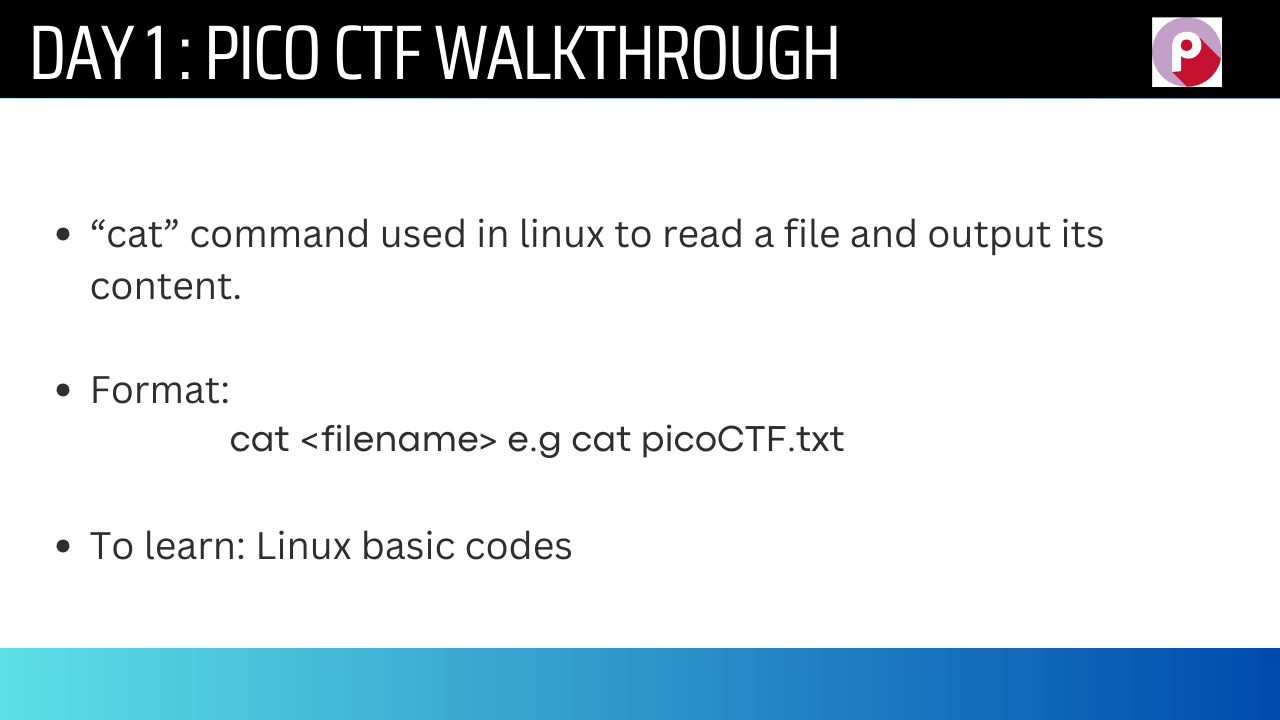 DAY 1 : PICO CTF WALKTHROUGH
• “cat” command used in linux to read a file and output its
content.
• Format:
cat <filename> e.g cat picoCTF.txt
• To learn: Linux basic codes